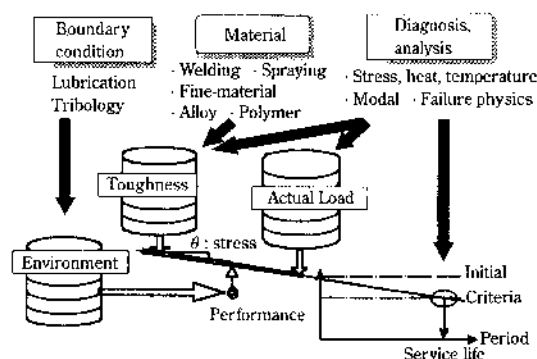 Boundary
condition
Lubrication
Tribology
Material
· Welding · Spraying
· Fine-material
· Alloy · Polymer
Diagnosis,
analysis
· Stress, heat, temperature
· Modal · Failure physics
Toughness
Actual Load
Environment
θ : stress
Performance
Initial
Criteria
Period
Service life